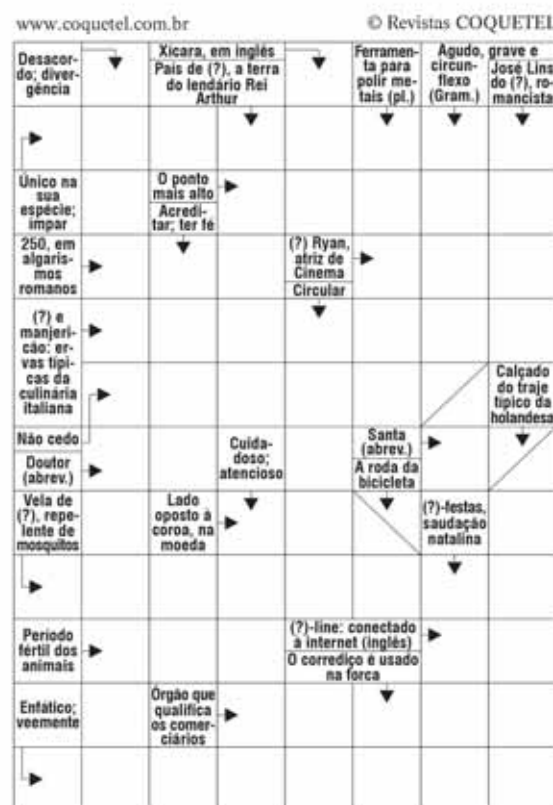 www.coquetel.com.br
© Revistas COQUETEL
Desacor-
do; diver-
gência
Xícara, em inglês
País de (?), a terra
do lendário Rei
Arthur
Ferramen-
ta para
polir me-
tais (pl.)
Agudo, grave e
circun-
flexo
(Gram.)
José Lins
do (?), ro-
mancista
Único na
sua
espécie;
ímpar
O ponto
mais alto
Acredi-
tar; ter fé
250, em
algaris-
mos
romanos
(?) Ryan,
atriz de
Cinema
Circular
(?) e
manjeri-
cão: er-
vas típi-
cas da
culinária
italiana
Calçado
do traje
típico da
holandesa
Não cedo
Doutor
(abrev.)
Cuida-
doso;
atencioso
Santa
(abrev.)
A roda da
bicicleta
Vela de
(?), repe-
lente de
mosquitos
Lado
oposto à
coroa, na
moeda
(?)-festas,
saudação
natalina
Período
fértil dos
animais
(?)-line: conectado
à internet (inglês)
O corrediço é usado
na forca
Enfático;
veemente
Órgão que
qualifica
os comer-
ciários